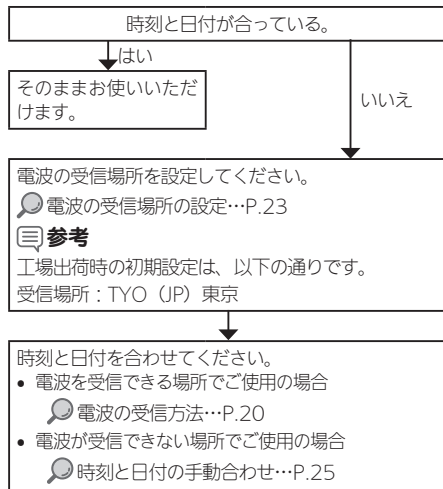 時刻と日付が合っている。
はい
そのままお使いいただ
けます。
いいえ
電波の受信場所を設定してください。
電波の受信場所の設定…P.23
参考
工場出荷時の初期設定は、以下の通りです。
受信場所：TYO（JP）東京
時刻と日付を合わせてください。
• 電波を受信できる場所でご使用の場合
電波の受信方法…P.20
• 電波が受信できない場所でご使用の場合
時刻と日付の手動合わせ…P.25